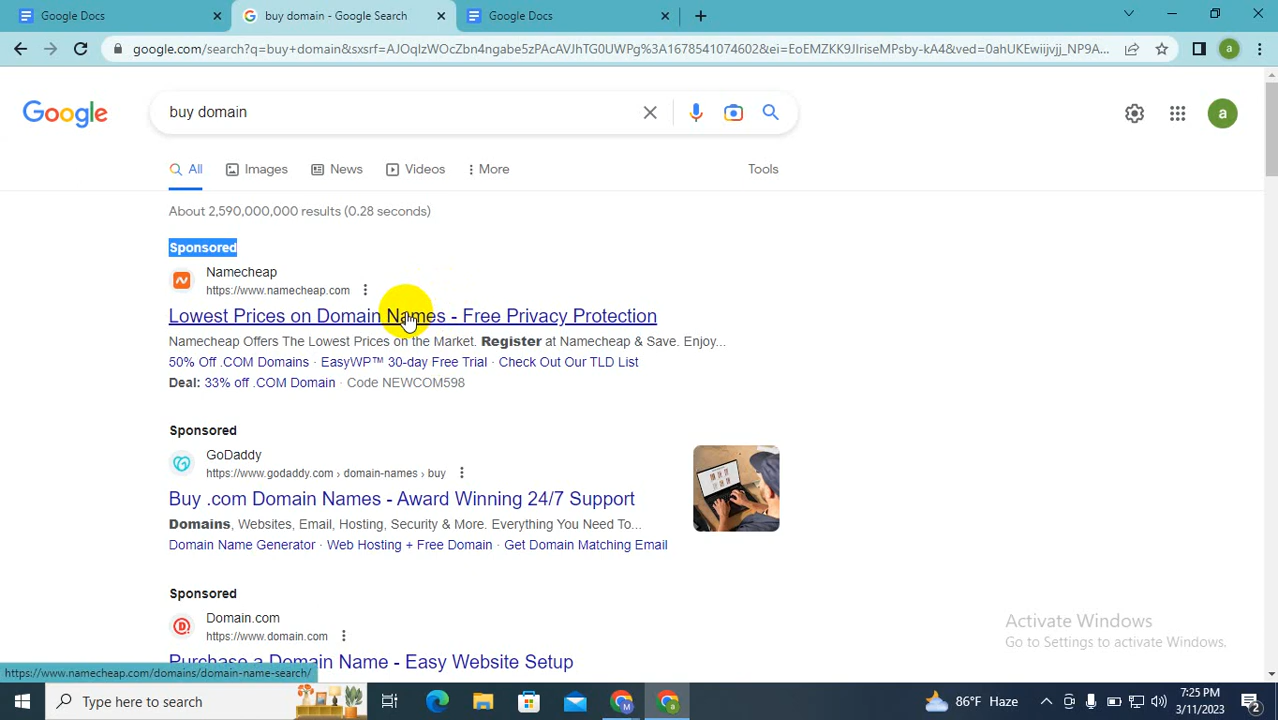 Google Docs
buy domain - Google Search
Google Docs
google.com/search?q=buy+domain&sxsrf=AJOqlzWOcZbn4ngabe5zPAcAVJhTG0UWPg%3A1678541074602&ei=EoEMZKK9JIriseMPsby-kA4&ved=0ahUKEwiijvjj_NP9A...
a
Google
buy domain
a
All
Images
News
Videos
More
Tools
About 2,590,000,000 results (0.28 seconds)
Sponsored
Namecheap
https://www.namecheap.com
Lowest Prices on Domain Names - Free Privacy Protection
Namecheap Offers The Lowest Prices on the Market. Register at Namecheap & Save. Enjoy...
50% Off .COM Domains · EasyWP™ 30-day Free Trial · Check Out Our TLD List
Deal: 33% off .COM Domain · Code NEWCOM598
Sponsored
GoDaddy
https://www.godaddy.com › domain-names › buy
Buy .com Domain Names - Award Winning 24/7 Support
Domains, Websites, Email, Hosting, Security & More. Everything You Need To...
Domain Name Generator · Web Hosting + Free Domain · Get Domain Matching Email
Sponsored
Domain.com
https://www.domain.com
Purchase a Domain Name - Easy Website Setup
Activate Windows
Go to Settings to activate Windows.
https://www.namecheap.com/domains/domain-name-search/
Type here to search
86°F Haze
7:25 PM
3/11/2023
2